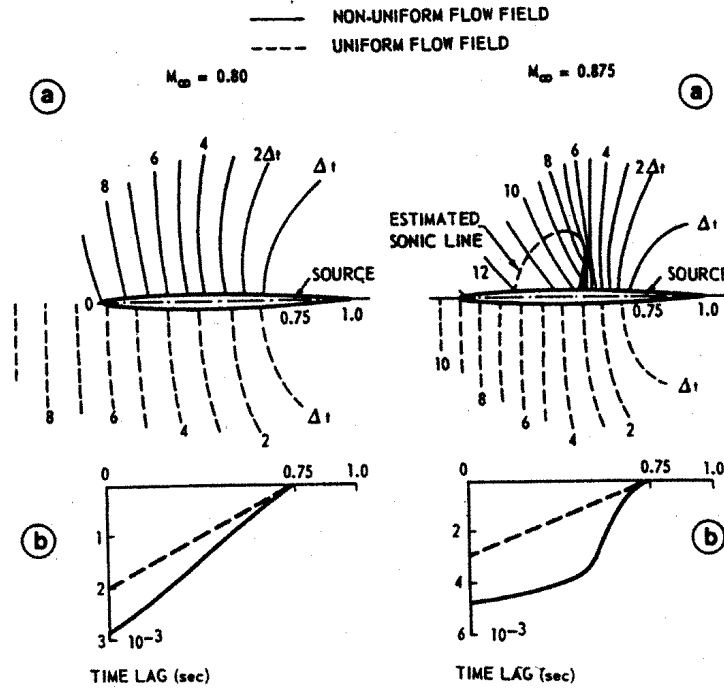 NON-UNIFORM FLOW FIELD
UNIFORM FLOW FIELD
M∞ = 0.80
M∞ = 0.875
a
a
8
6
4
2Δt
Δt
10
8
6
4
2Δt
Δt
ESTIMATED
SONIC LINE
12
SOURCE
SOURCE
0
0.75
1.0
0.75
1.0
8
6
4
2
Δt
10
8
6
4
2
Δt
0
0.75
1.0
0
0.75
1.0
b
b
1
2
3
10⁻³
2
4
6
10⁻³
TIME LAG (sec)
TIME LAG (sec)